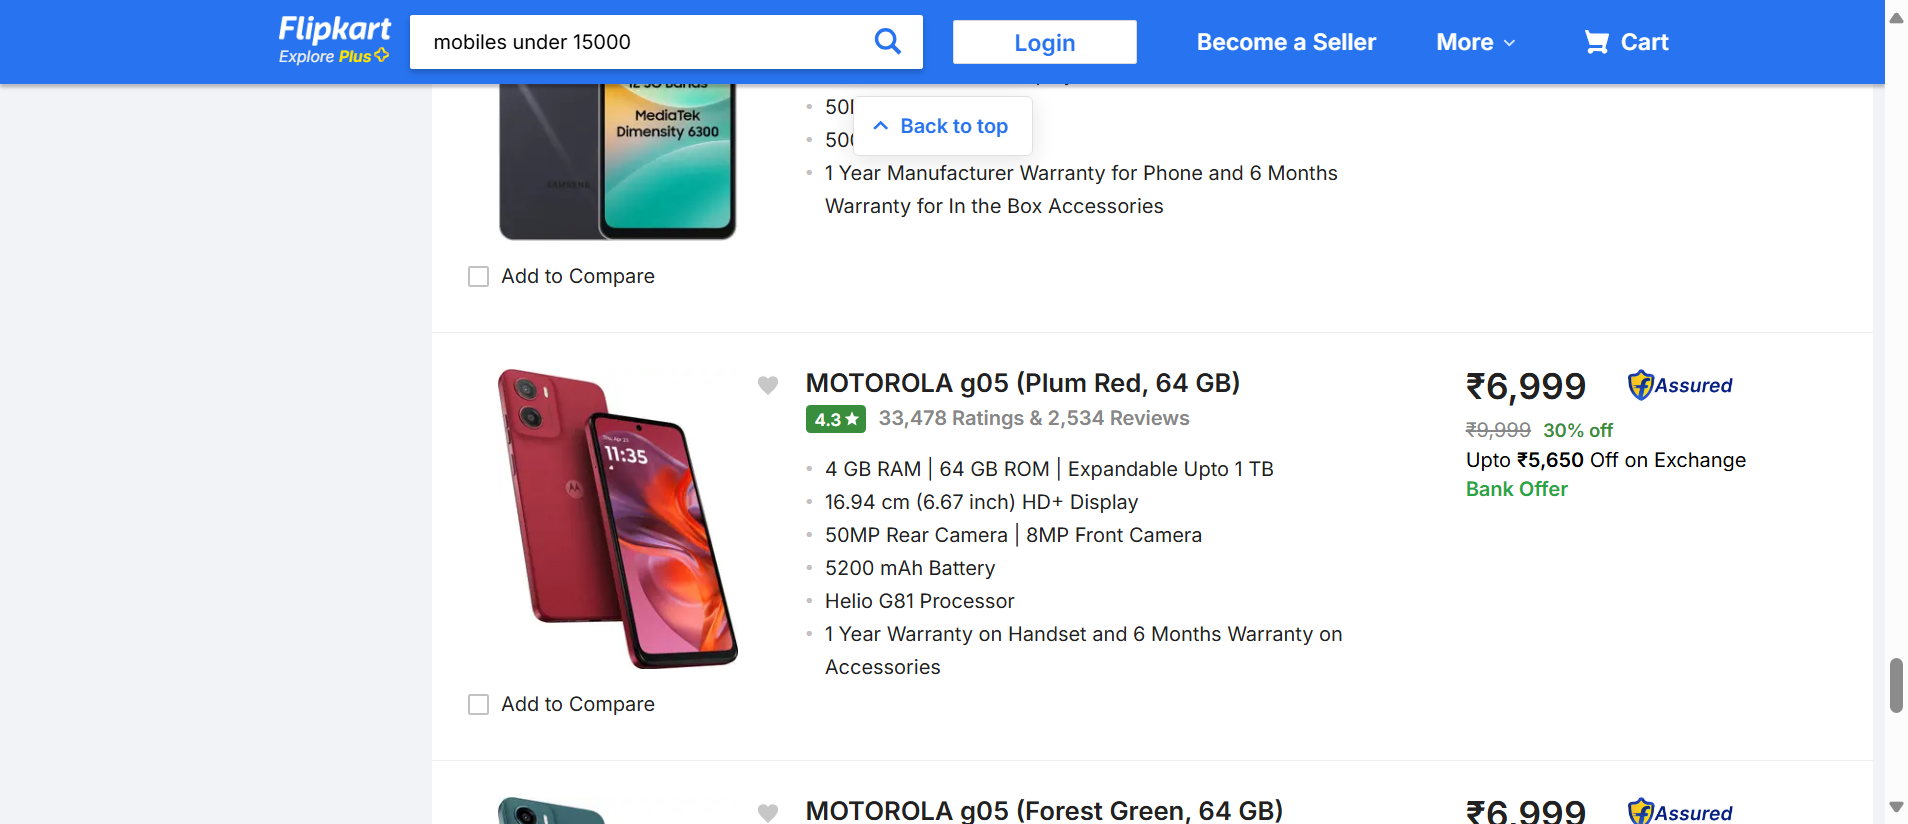 Flipkart
Explore Plus
mobiles under 15000
Login
Become a Seller
More
Cart
MediaTek
Dimensity 6300
SAMSUNG
Back to top
1 Year Manufacturer Warranty for Phone and 6 Months
Warranty for In the Box Accessories
Add to Compare
MOTOROLA g05 (Plum Red, 64 GB)
4.3★ 33,478 Ratings & 2,534 Reviews
4 GB RAM | 64 GB ROM | Expandable Upto 1 TB
16.94 cm (6.67 inch) HD+ Display
50MP Rear Camera | 8MP Front Camera
5200 mAh Battery
Helio G81 Processor
1 Year Warranty on Handset and 6 Months Warranty on
Accessories
₹6,999 Assured
₹9,999 30% off
Upto ₹5,650 Off on Exchange
Bank Offer
Thu, Apr 23
11:35
Add to Compare
MOTOROLA g05 (Forest Green, 64 GB)
₹6,999 Assured